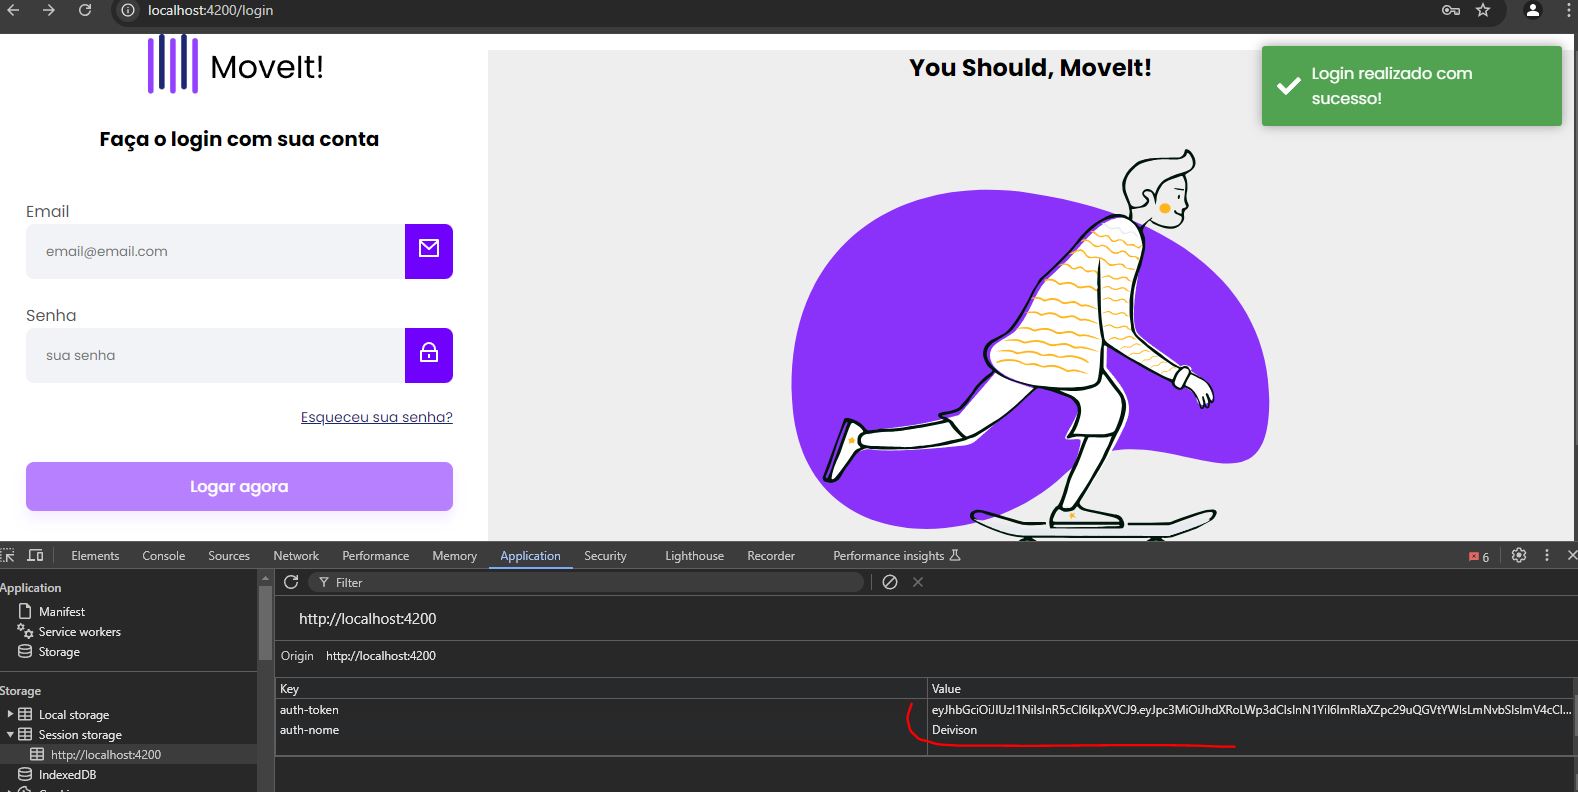 localhost:4200/login
MoveIt!
Faça o login com sua conta
Email
email@email.com
Senha
sua senha
Esqueceu sua senha?
Logar agora
You Should, MoveIt!
Login realizado com
sucesso!
Elements Console Sources Network Performance Memory Application Security Lighthouse Recorder Performance insights 6
Application
Manifest
Service workers
Storage
Storage
Local storage
Session storage
http://localhost:4200
IndexedDB
Filter
http://localhost:4200
Origin http://localhost:4200
Key Value
auth-token
auth-nome Deivison